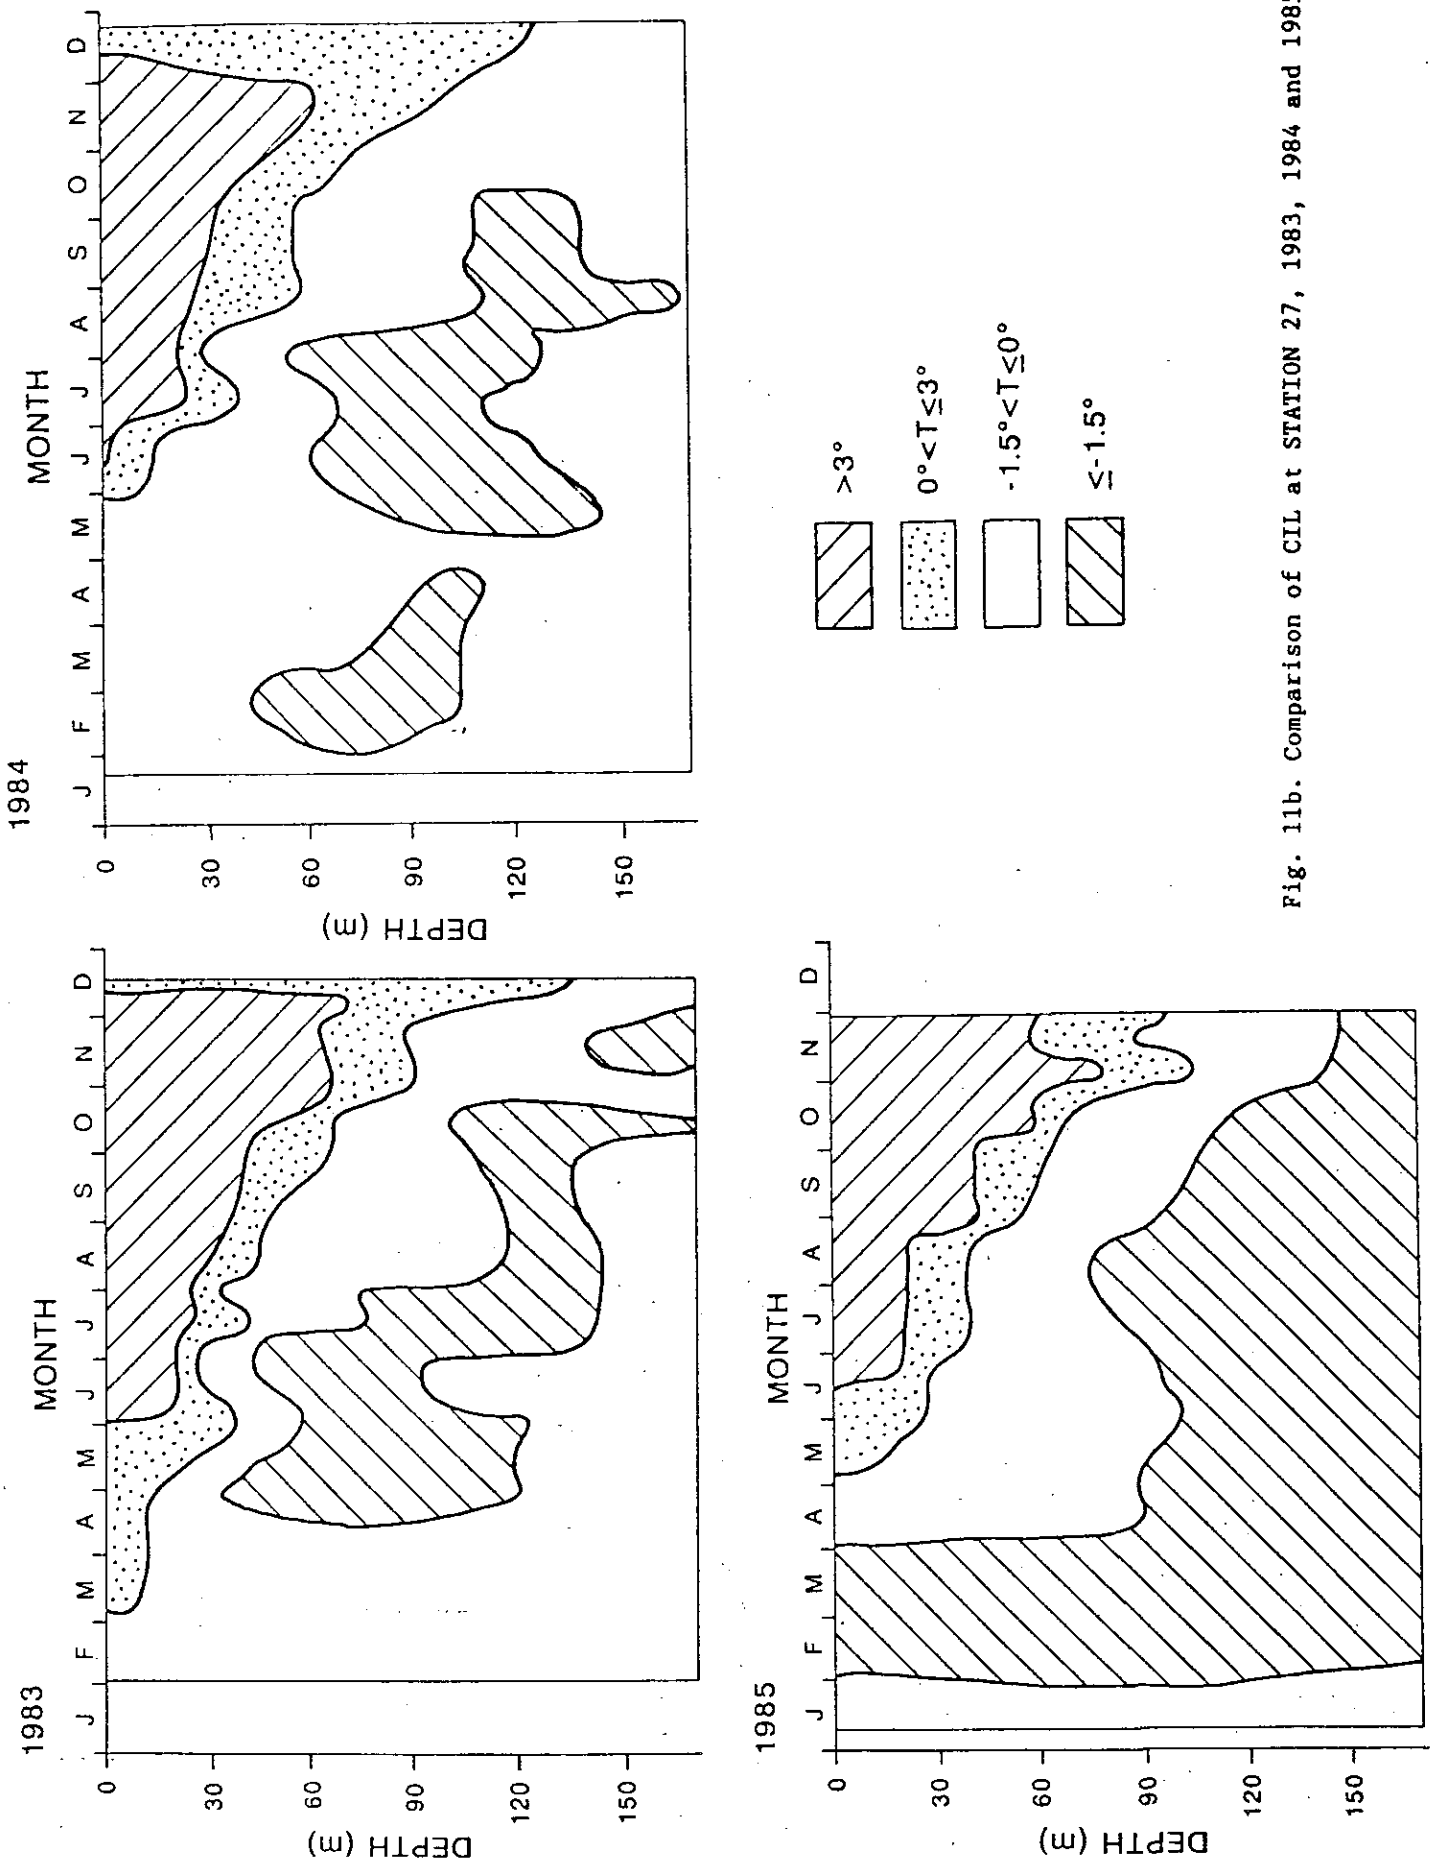 1983
MONTH
J F M A M J J A S O N D
0
30
60
90
120
150
DEPTH (m)
1984
MONTH
J F M A M J J A S O N D
0
30
60
90
120
150
DEPTH (m)
1985
MONTH
J F M A M J J A S O N D
0
30
60
90
120
150
DEPTH (m)
>3°
0°<T≤3°
-1.5°<T≤0°
≤-1.5°
Fig. 11b. Comparison of CIL at STATION 27, 1983, 1984 and